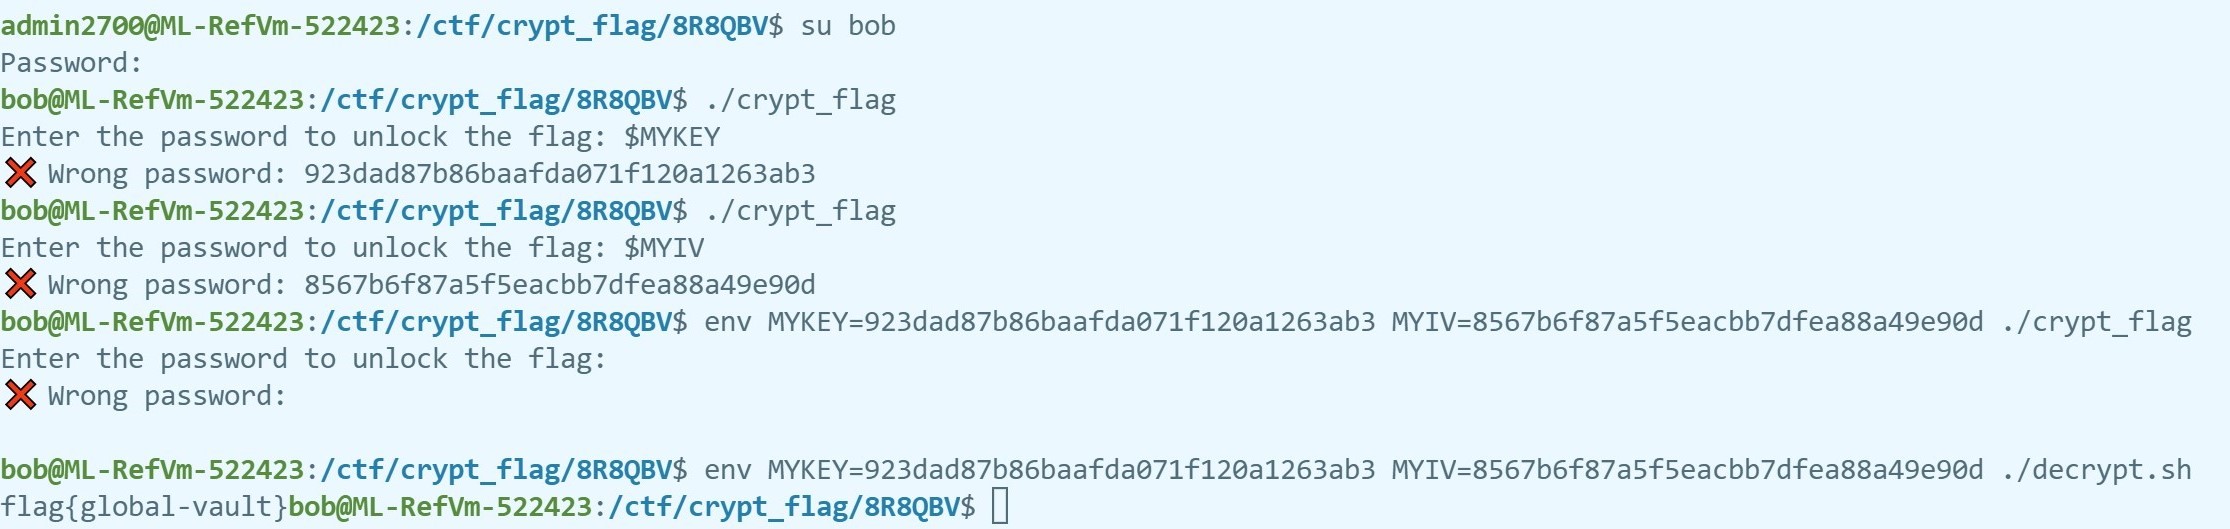 admin2700@ML-RefVm-522423:/ctf/crypt_flag/8R8QBV$ su bob
Password:
bob@ML-RefVm-522423:/ctf/crypt_flag/8R8QBV$ ./crypt_flag
Enter the password to unlock the flag: $MYKEY
❌ Wrong password: 923dad87b86baafda071f120a1263ab3
bob@ML-RefVm-522423:/ctf/crypt_flag/8R8QBV$ ./crypt_flag
Enter the password to unlock the flag: $MYIV
❌ Wrong password: 8567b6f87a5f5eacbb7dfea88a49e90d
bob@ML-RefVm-522423:/ctf/crypt_flag/8R8QBV$ env MYKEY=923dad87b86baafda071f120a1263ab3 MYIV=8567b6f87a5f5eacbb7dfea88a49e90d ./crypt_flag
Enter the password to unlock the flag:
❌ Wrong password:
bob@ML-RefVm-522423:/ctf/crypt_flag/8R8QBV$ env MYKEY=923dad87b86baafda071f120a1263ab3 MYIV=8567b6f87a5f5eacbb7dfea88a49e90d ./decrypt.sh
flag{global-vault}bob@ML-RefVm-522423:/ctf/crypt_flag/8R8QBV$